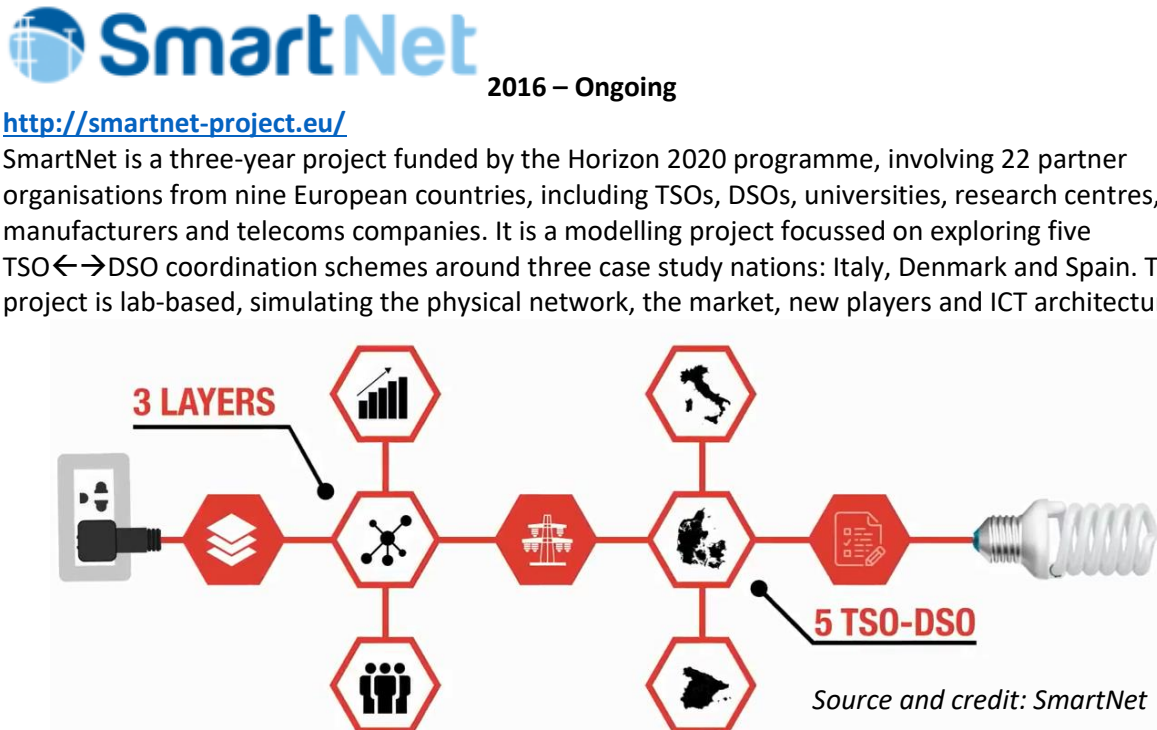 SmartNet
2016 – Ongoing
http://smartnet-project.eu/
SmartNet is a three-year project funded by the Horizon 2020 programme, involving 22 partner
organisations from nine European countries, including TSOs, DSOs, universities, research centres,
manufacturers and telecoms companies. It is a modelling project focussed on exploring five
TSO←→DSO coordination schemes around three case study nations: Italy, Denmark and Spain.
project is lab-based, simulating the physical network, the market, new players and ICT
3 LAYERS
5 TSO-DSO
Source and credit: SmartNet